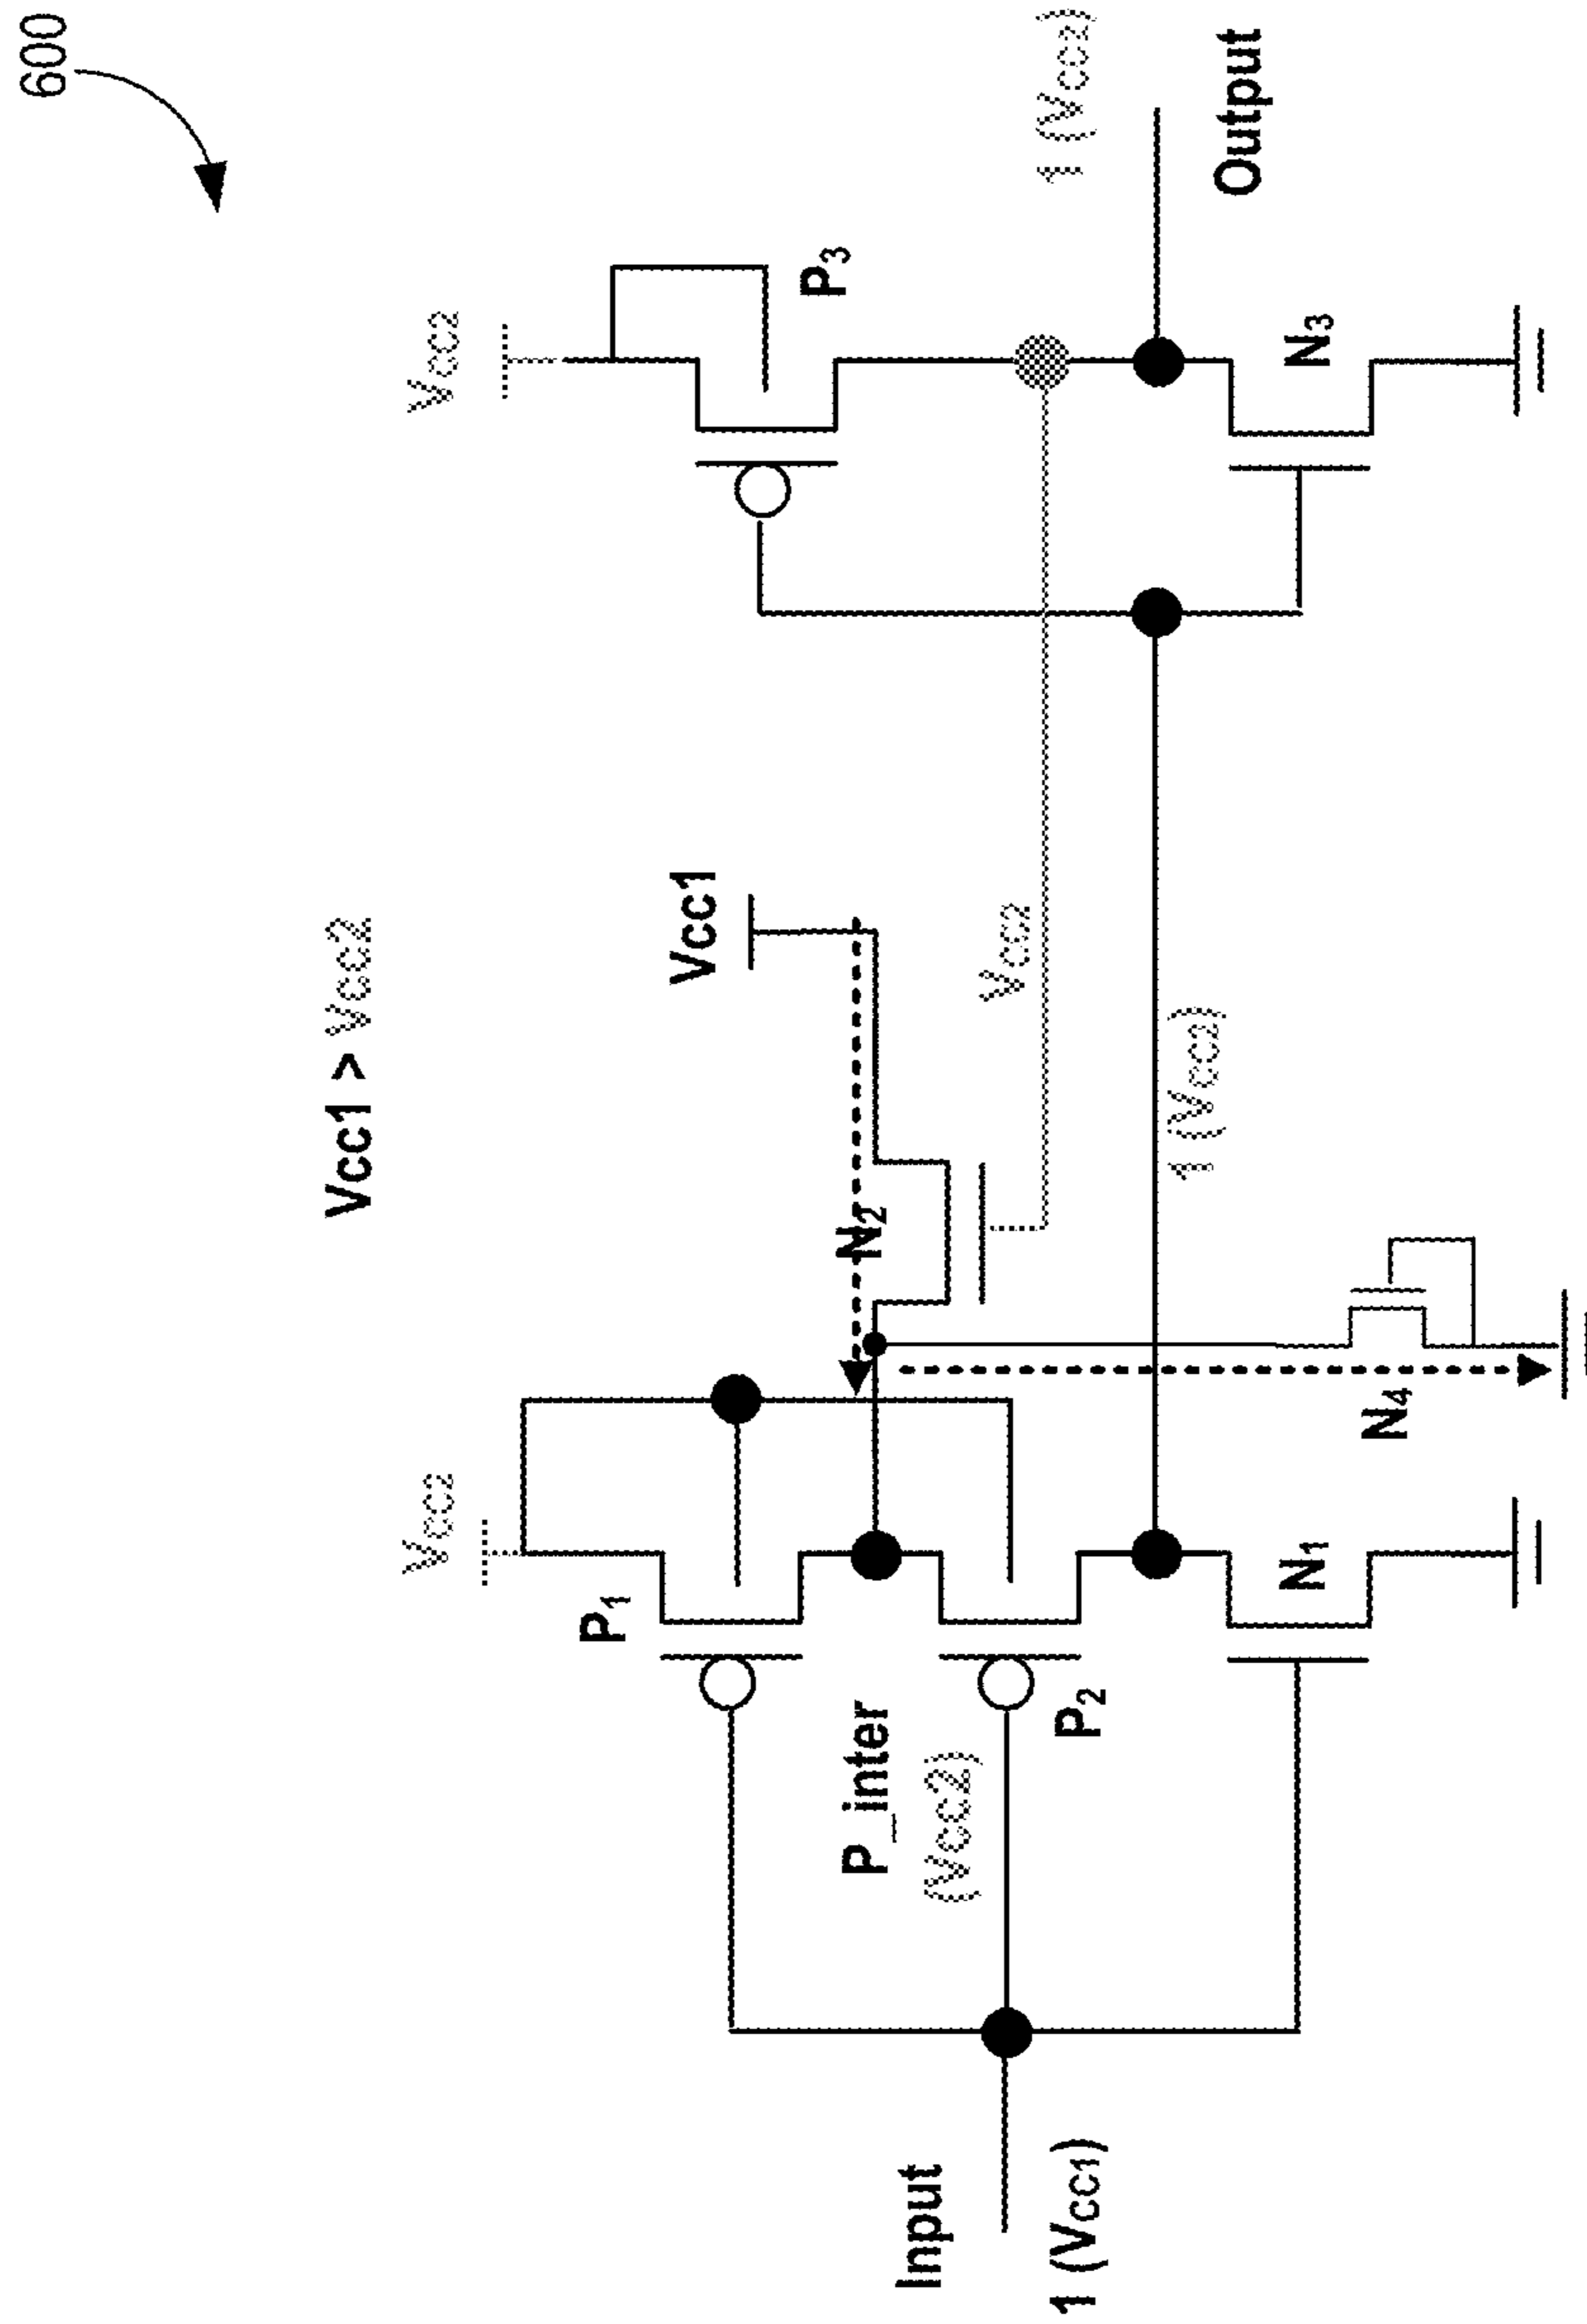 600
Vcc1 > Vcc2
Vcc2
Vcc2
Vcc1
P1
P3
P_inter
(Vcc2)
N2
Vcc2
1 (Vcc2)
Input
1 (Vcc1)
P2
1 (Vcc2)
Output
N1
N4
N3